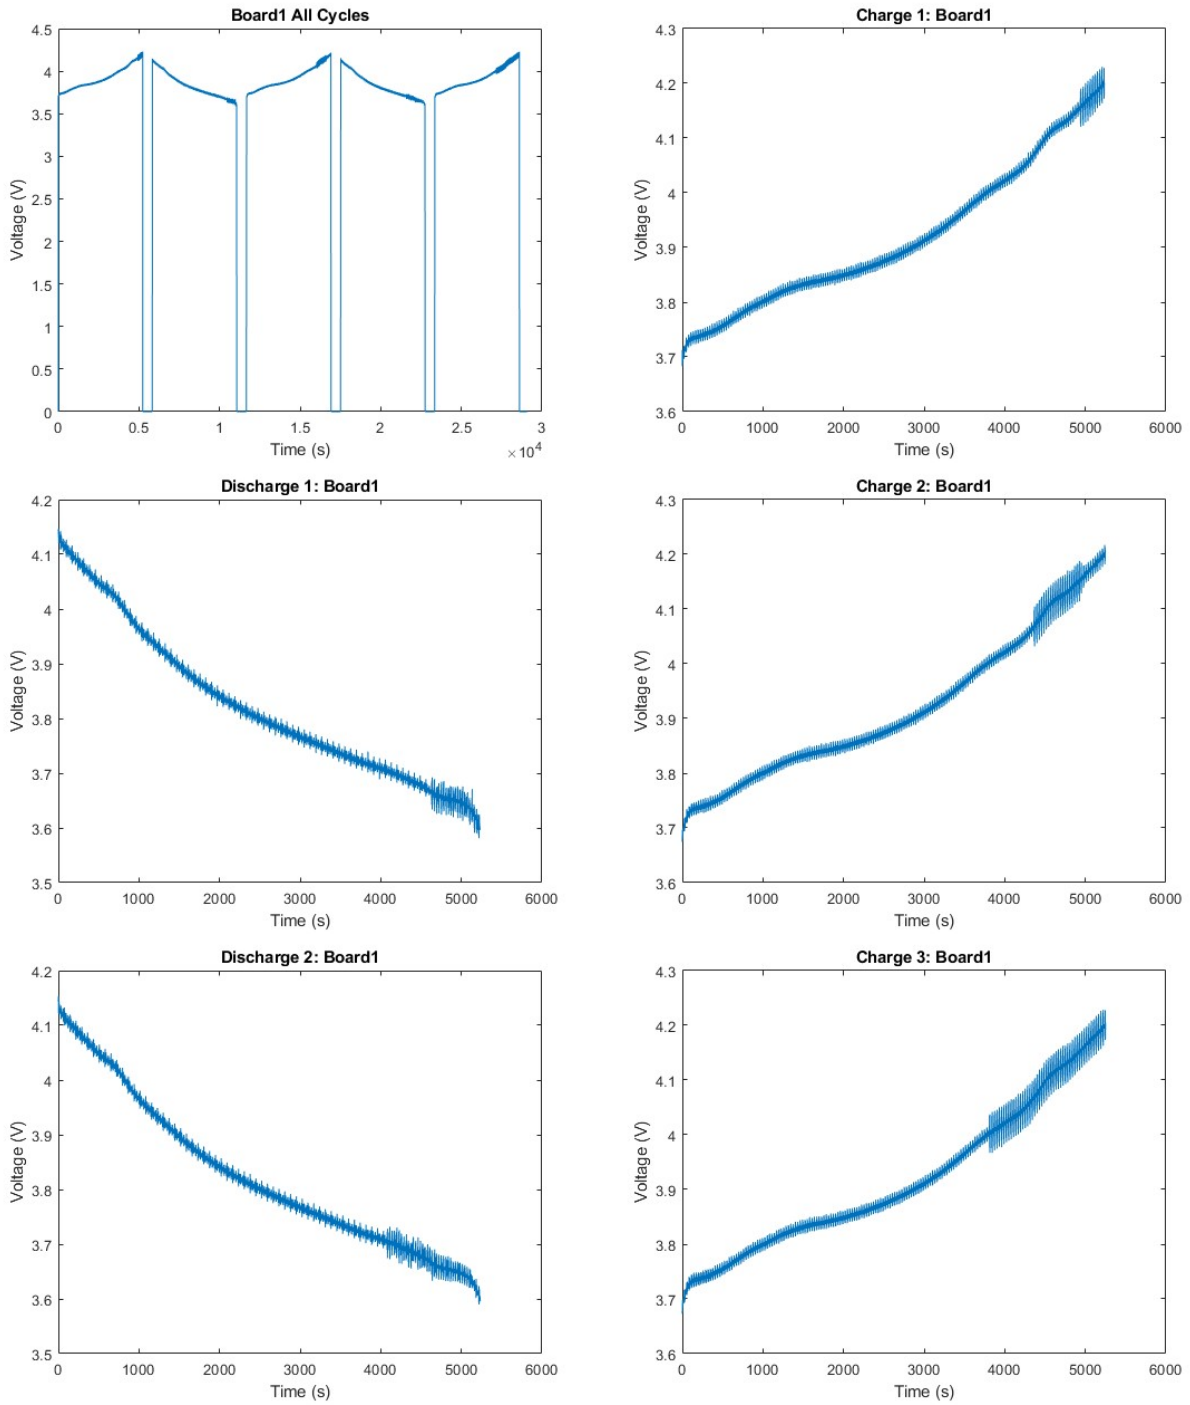 Board1 All Cycles
4.5
4
3.5
3
2.5
2
1.5
1
0.5
0
Voltage (V)
0 0.5 1 1.5 2 2.5 3
Time (s)
×10^4
Charge 1: Board1
4.3
4.2
4.1
4
3.9
3.8
3.7
3.6
Voltage (V)
0 1000 2000 3000 4000 5000 6000
Time (s)
Discharge 1: Board1
4.2
4.1
4
3.9
3.8
3.7
3.6
3.5
Voltage (V)
0 1000 2000 3000 4000 5000 6000
Time (s)
Charge 2: Board1
4.3
4.2
4.1
4
3.9
3.8
3.7
3.6
Voltage (V)
0 1000 2000 3000 4000 5000 6000
Time (s)
Discharge 2: Board1
4.2
4.1
4
3.9
3.8
3.7
3.6
3.5
Voltage (V)
0 1000 2000 3000 4000 5000 6000
Time (s)
Charge 3: Board1
4.3
4.2
4.1
4
3.9
3.8
3.7
3.6
Voltage (V)
0 1000 2000 3000 4000 5000 6000
Time (s)